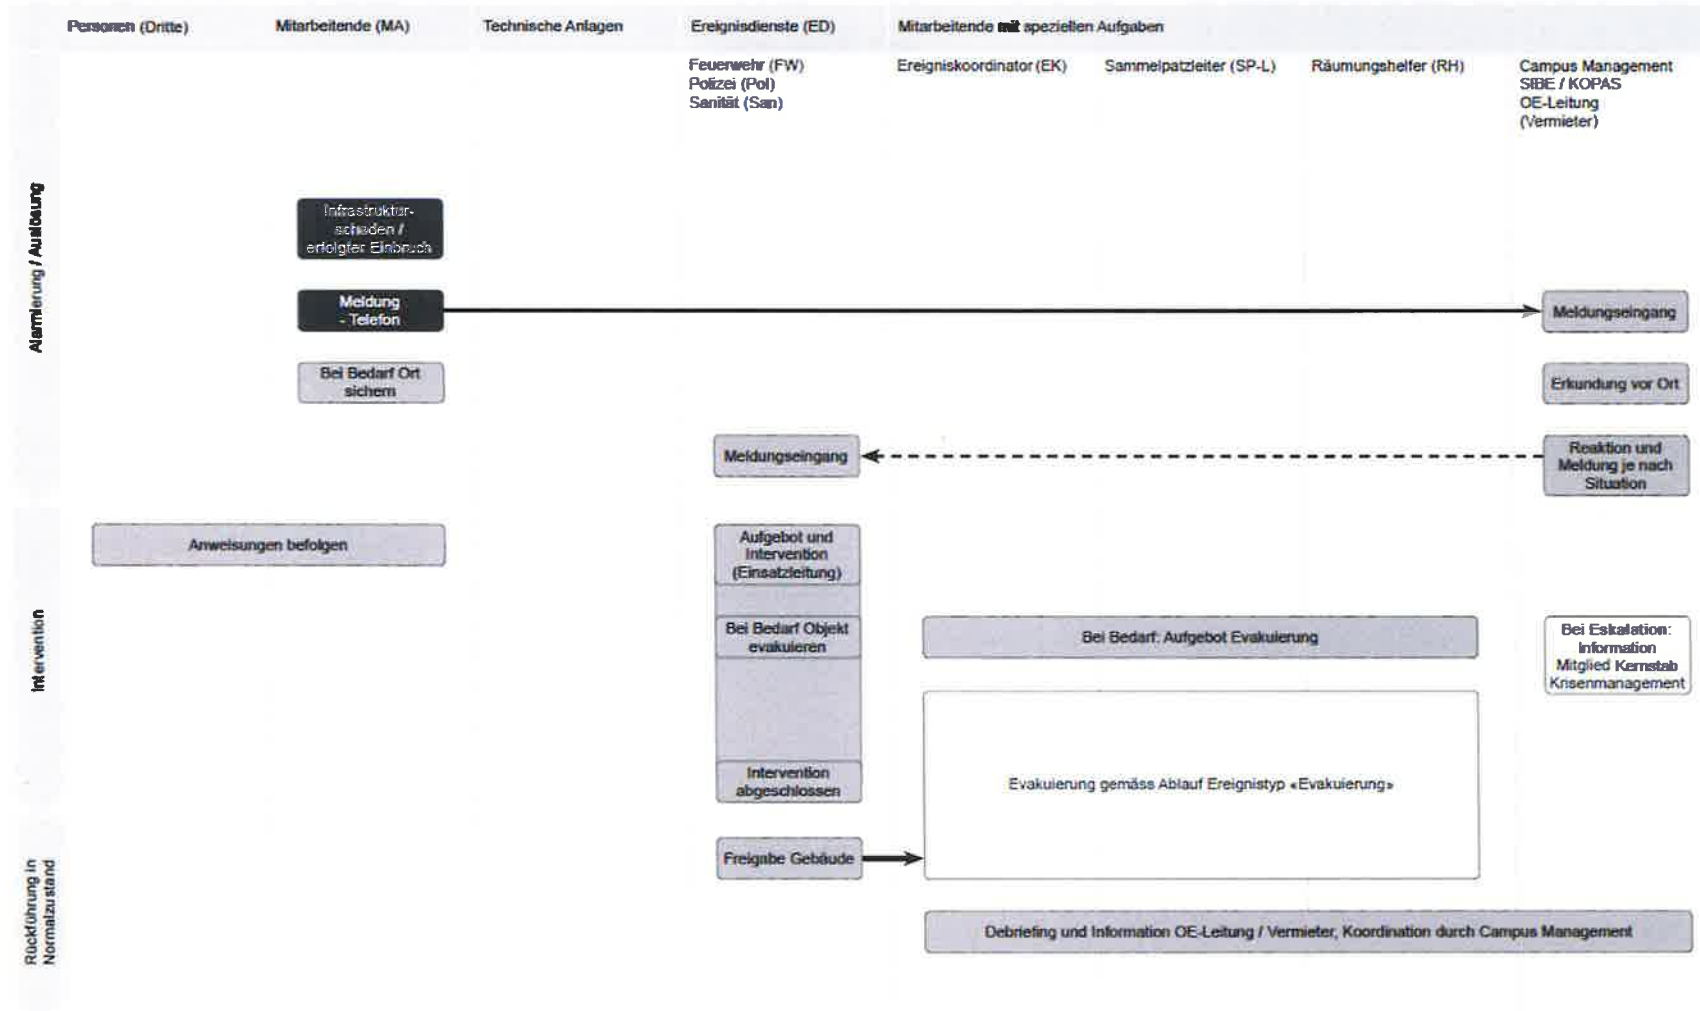 Personen (Dritte)
Mitarbeitende (MA)
Technische Anlagen
Ereignisdienste (ED)
Mitarbeitende mit speziellen Aufgaben
Feuerwehr (FW)
Polizei (Pol)
Sanität (San)
Ereigniskoordinator (EK)
Sammelpatzleiter (SP-L)
Räumungshelfer (RH)
Campus Management
SIBE / KOPAS
OE-Leitung
(Vermieter)
Alarmierung / Auslösung
Infrastruktur-
schaden /
erfolgter Einbruch
Meldung
- Telefon
Meldungseingang
Bei Bedarf Ort
sichern
Erkundung vor Ort
Meldungseingang
Reaktion und
Meldung je nach
Situation
Intervention
Anweisungen befolgen
Aufgebot und
Intervention
(Einsatzleitung)
Bei Bedarf Objekt
evakuieren
Bei Bedarf: Aufgebot Evakuierung
Bei Eskalation:
Information
Mitglied Kernstab
Krisenmanagement
Intervention
abgeschlossen
Evakuierung gemäss Ablauf Ereignistyp «Evakuierung»
Rückführung in
Normalzustand
Freigabe Gebäude
Debriefing und Information OE-Leitung / Vermieter, Koordination durch Campus Management